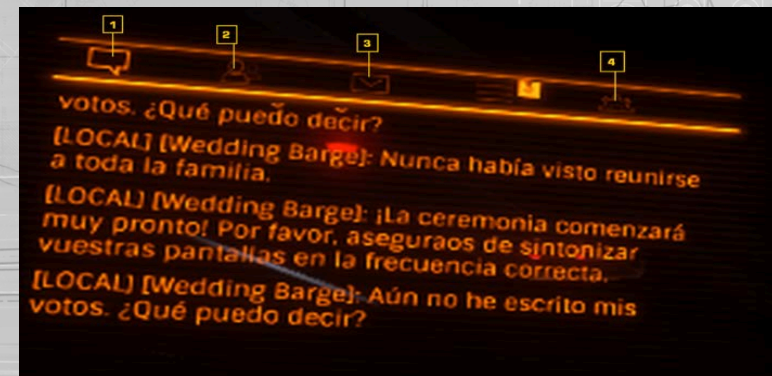 1
2
3
4
votos. ¿Qué puedo decir?
[LOCAL] [Wedding Barge]: Nunca había visto reunirse
a toda la familia.
[LOCAL] [Wedding Barge]: ¡La ceremonia comenzará
muy pronto! Por favor, aseguraos de sintonizar
vuestras pantallas en la frecuencia correcta.
[LOCAL] [Wedding Barge]: Aún no he escrito mis
votos. ¿Qué puedo decir?